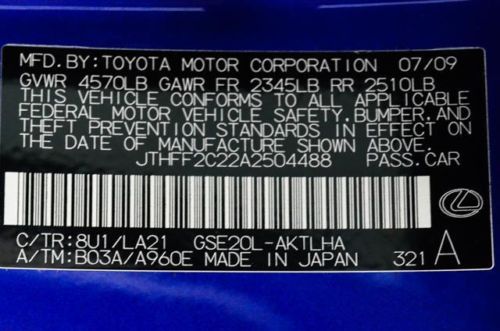 MFD.BY:TOYOTA MOTOR CORPORATION 07/09
GVWR 4570LB GAWR FR 2345LB RR 2510LB
THIS VEHICLE CONFORMS TO ALL APPLICABLE
FEDERAL MOTOR VEHICLE SAFETY,BUMPER,AND
THEFT PREVENTION STANDARDS IN EFFECT ON
THE DATE OF MANUFACTURE SHOWN ABOVE.
JTHFF2C22A2504488 PASS.CAR
C/TR:8U1/LA21 GSE20L-AKTLHA
A/TM:B03A/A960E MADE IN JAPAN 321 A